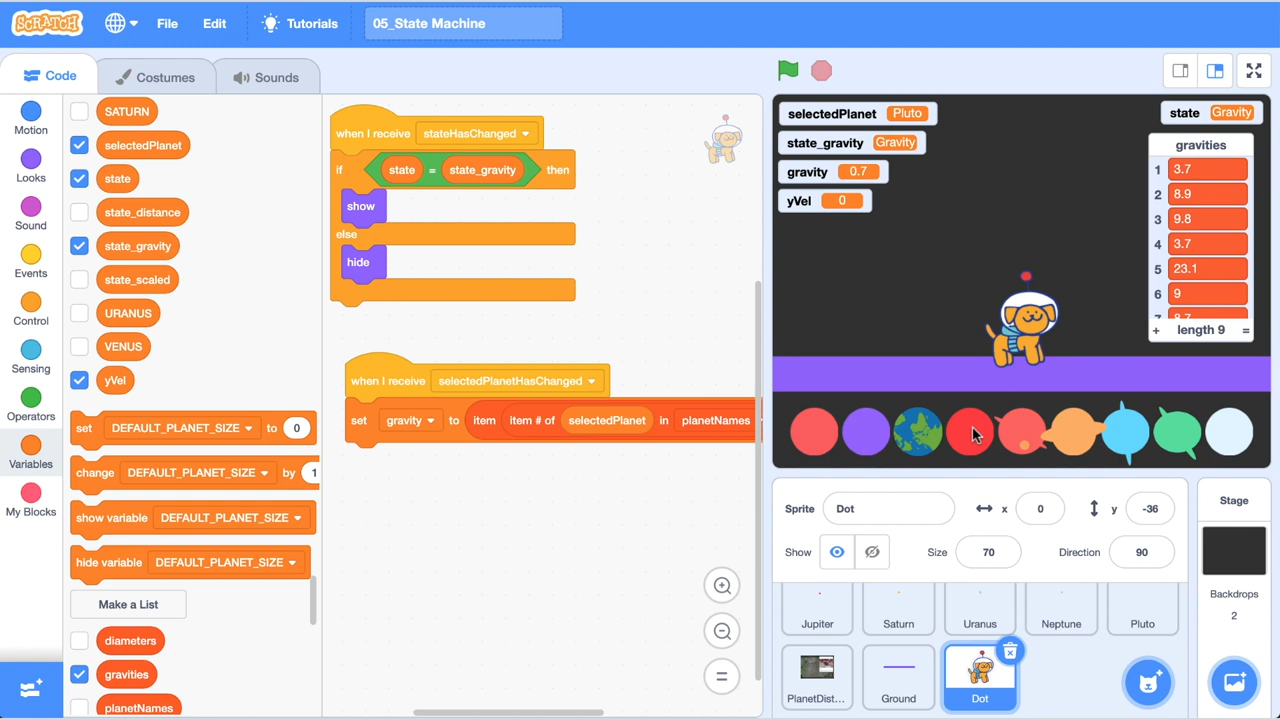 SCRATCH File Edit Tutorials 05_State Machine
Code Costumes Sounds
Motion
Looks
Sound
Events
Control
Sensing
Operators
Variables
My Blocks
SATURN
selectedPlanet
state
state_distance
state_gravity
state_scaled
URANUS
VENUS
yVel
set DEFAULT_PLANET_SIZE to 0
change DEFAULT_PLANET_SIZE by 1
show variable DEFAULT_PLANET_SIZE
hide variable DEFAULT_PLANET_SIZE
Make a List
diameters
gravities
planetNames
when I receive stateHasChanged
if state = state_gravity then
show
else
hide
when I receive selectedPlanetHasChanged
set gravity to item item # of selectedPlanet in planetNames
selectedPlanet Pluto
state_gravity Gravity
gravity 0.7
yVel 0
state Gravity
gravities
1 3.7
2 8.9
3 9.8
4 3.7
5 23.1
6 9
+ length 9 =
Sprite Dot x 0 y -36
Show Size 70 Direction 90
Jupiter Saturn Uranus Neptune Pluto
PlanetDist... Ground Dot
Stage
Backdrops
2